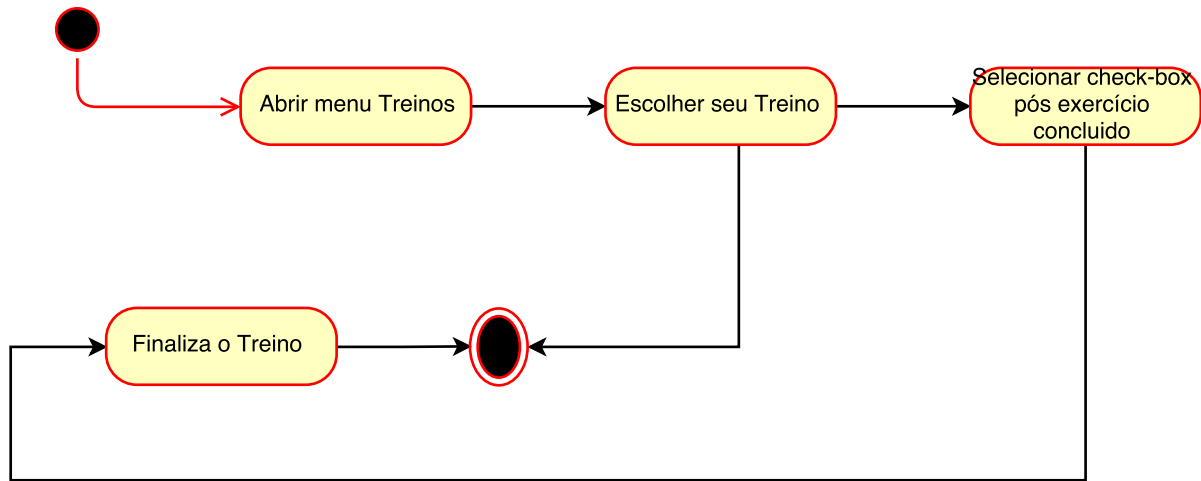 Abrir menu Treinos
Escolher seu Treino
Selecionar check-box
pós exercício
concluido
Finaliza o Treino